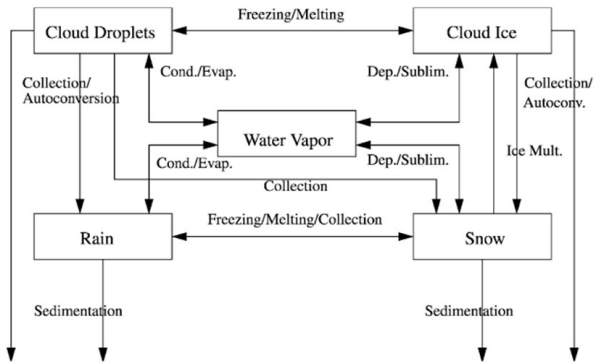 Freezing/Melting
Cloud Droplets
Cloud Ice
Collection/
Autoconversion
Cond./Evap.
Dep./Sublim.
Collection/
Autoconv.
Water Vapor
Cond./Evap.
Dep./Sublim.
Ice Mult.
Collection
Freezing/Melting/Collection
Rain
Snow
Sedimentation
Sedimentation